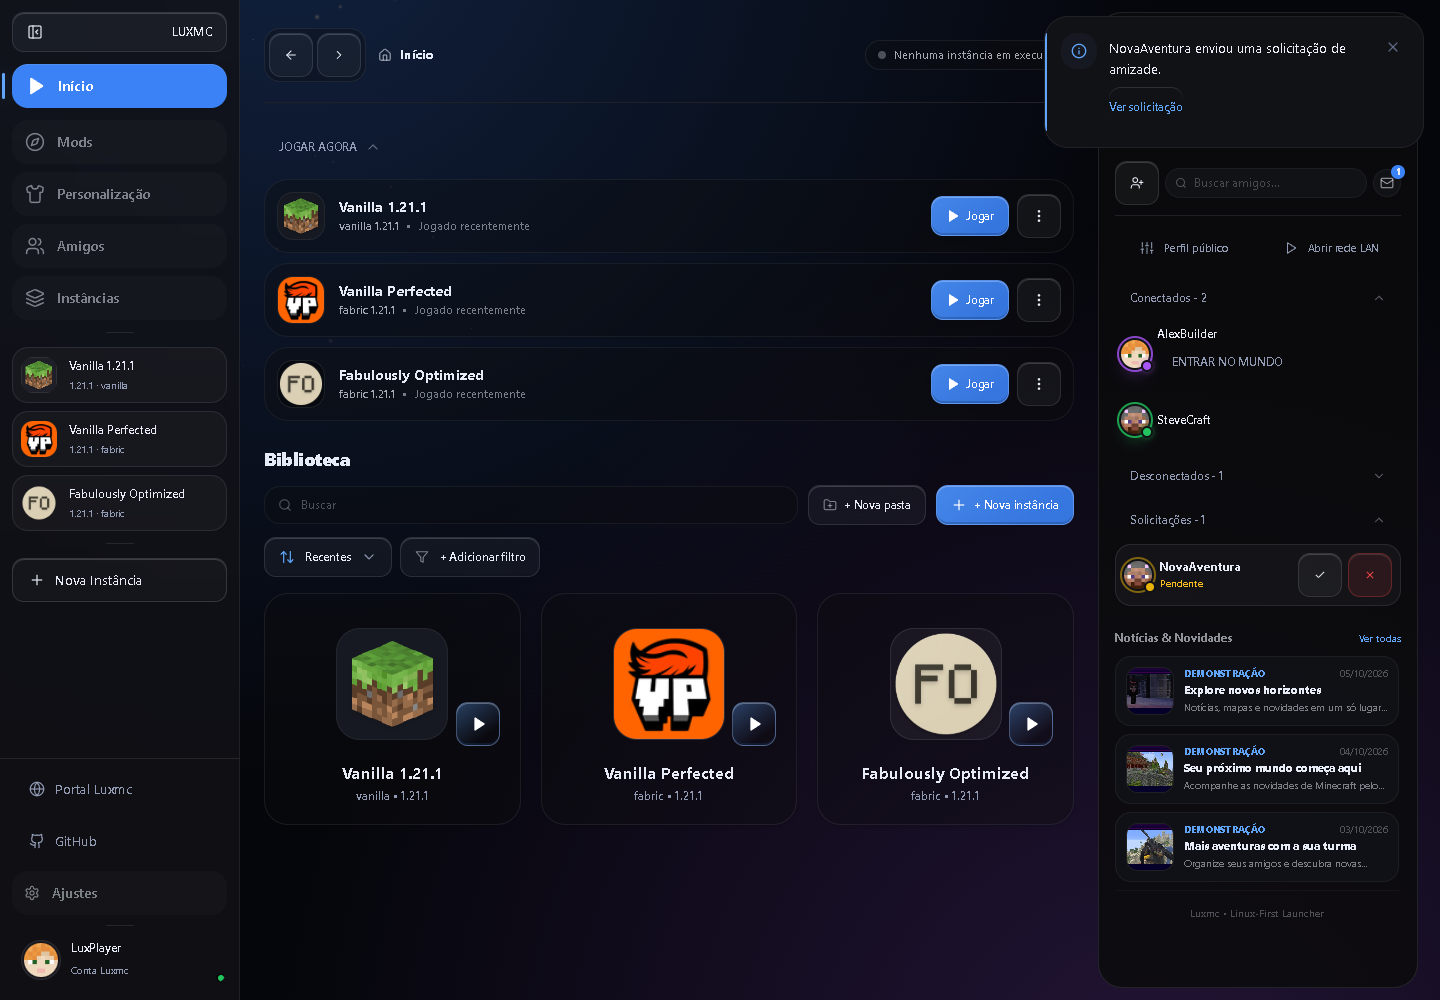 LUXMC
Início
Mods
Personalização
Amigos
Instâncias
Vanilla 1.21.1
1.21.1 · vanilla
Vanilla Perfected
1.21.1 · fabric
FO
Fabulously Optimized
1.21.1 · fabric
Nova Instância
Portal Luxmc
GitHub
Ajustes
LuxPlayer
Conta Luxmc
Início
Nenhuma instância em execu
JOGAR AGORA
Vanilla 1.21.1
vanilla 1.21.1 • Jogado recentemente
Jogar
VP
Vanilla Perfected
fabric 1.21.1 • Jogado recentemente
Jogar
FO
Fabulously Optimized
fabric 1.21.1 • Jogado recentemente
Jogar
Biblioteca
Buscar
+ Nova pasta
+ Nova instância
Recentes
+ Adicionar filtro
Vanilla 1.21.1
vanilla • 1.21.1
VP
Vanilla Perfected
fabric • 1.21.1
FO
Fabulously Optimized
fabric • 1.21.1
NovaAventura enviou uma solicitação de
amizade.
Ver solicitação
Buscar amigos...
1
Perfil público
Abrir rede LAN
Conectados - 2
AlexBuilder
ENTRAR NO MUNDO
SteveCraft
Desconectados - 1
Solicitações - 1
NovaAventura
Pendente
Notícias & Novidades
Ver todas
DEMONSTRAÇÃO 05/10/2026
Explore novos horizontes
Notícias, mapas e novidades em um só lugar...
DEMONSTRAÇÃO 04/10/2026
Seu próximo mundo começa aqui
Acompanhe as novidades de Minecraft pelo...
DEMONSTRAÇÃO 03/10/2026
Mais aventuras com a sua turma
Organize seus amigos e descubra novas...
Luxmc • Linux-First Launcher